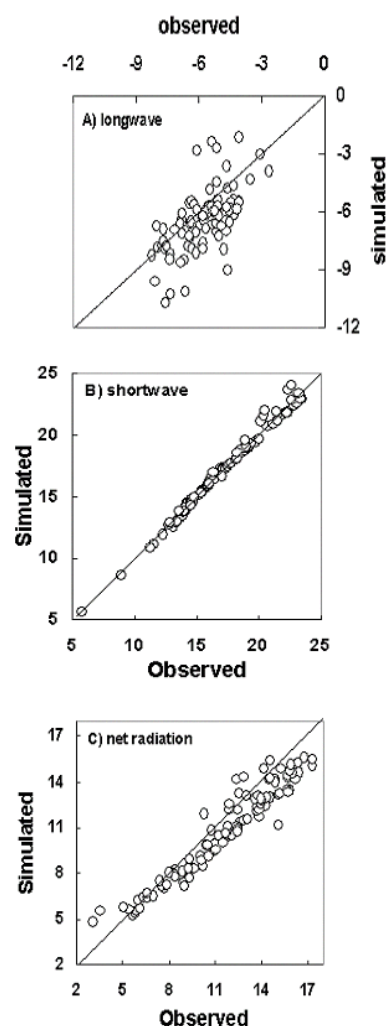 observed
-12 -9 -6 -3 0
A) longwave
0
-3
-6
-9
-12
simulated
25
20
15
10
5
B) shortwave
Simulated
5 10 15 20 25
Observed
17
14
11
8
5
2
C) net radiation
Simulated
2 5 8 11 14 17
Observed